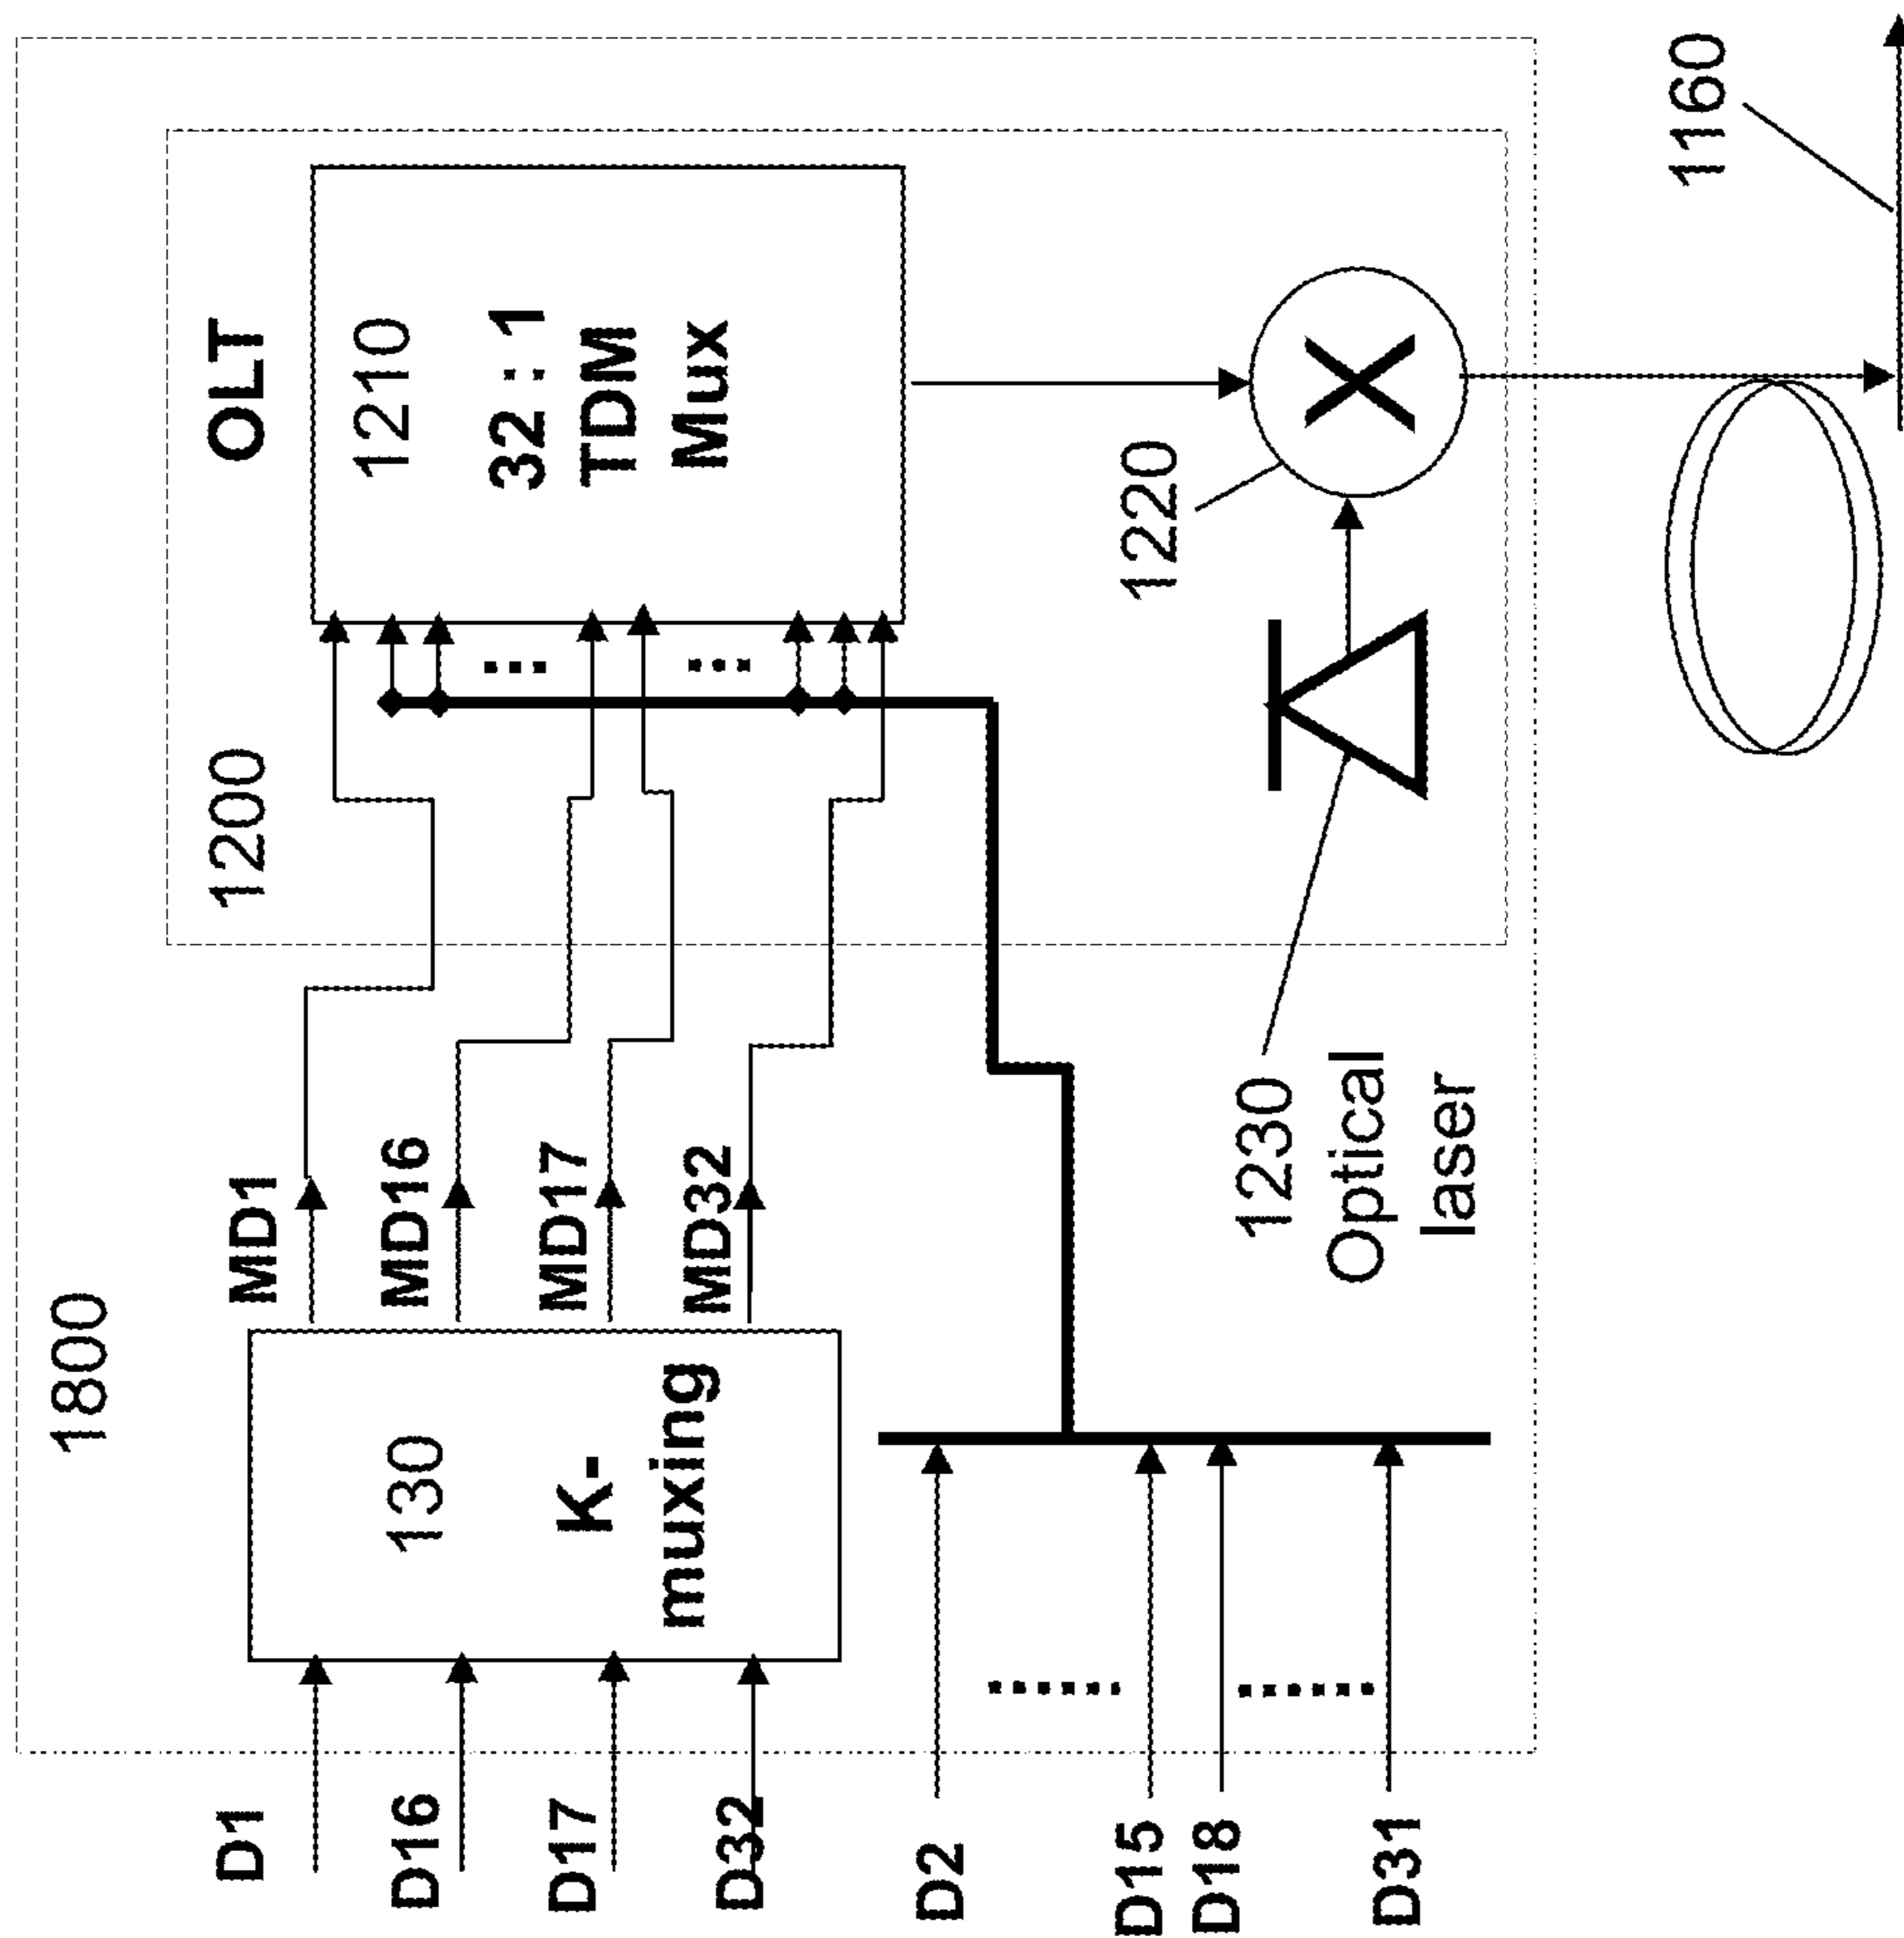 1800
1200
OLT
1210
32 : 1
TDM
Mux
MD1
MD16
MD17
MD32
130
K-
muxing
D1
D16
D17
D32
D2
D15
D18
D31
1220
1230
Optical
laser
1160